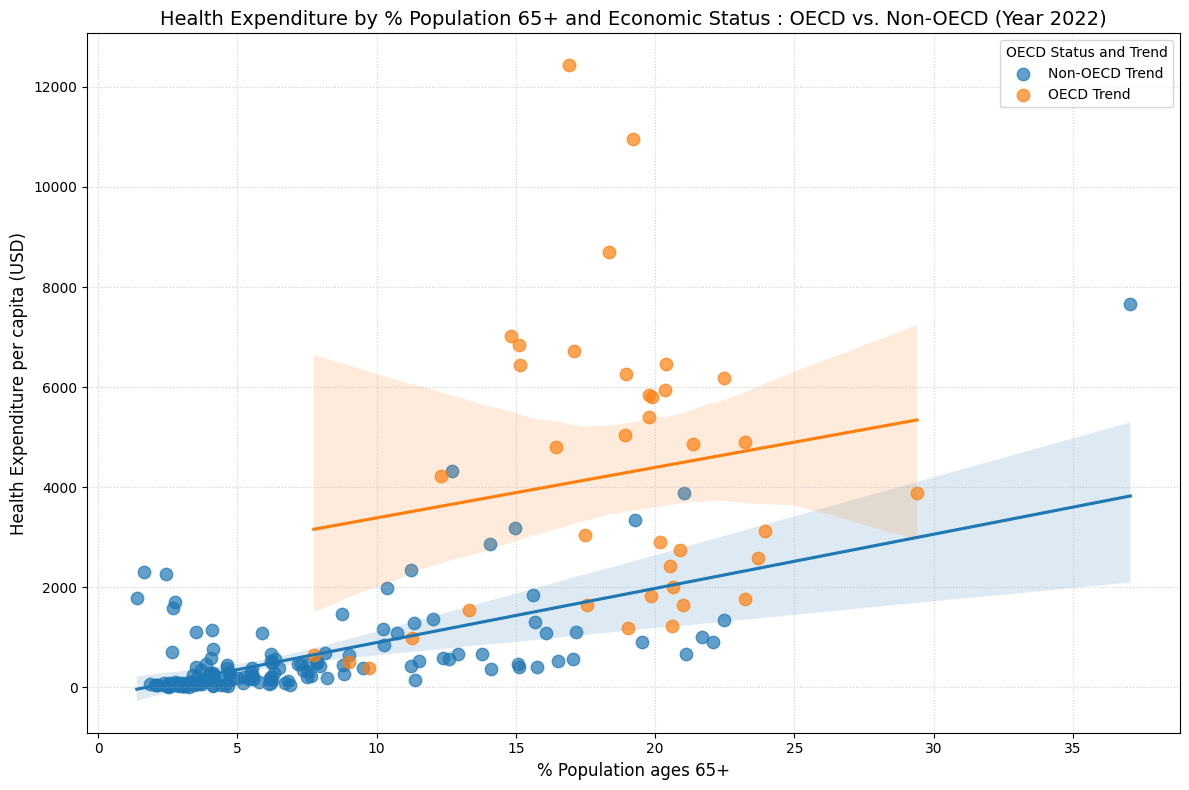 Health Expenditure by % Population 65+ and Economic Status : OECD vs. Non-OECD (Year 2022)
OECD Status and Trend
Non-OECD Trend
OECD Trend
Health Expenditure per capita (USD)
12000
10000
8000
6000
4000
2000
0
0 5 10 15 20 25 30 35
% Population ages 65+